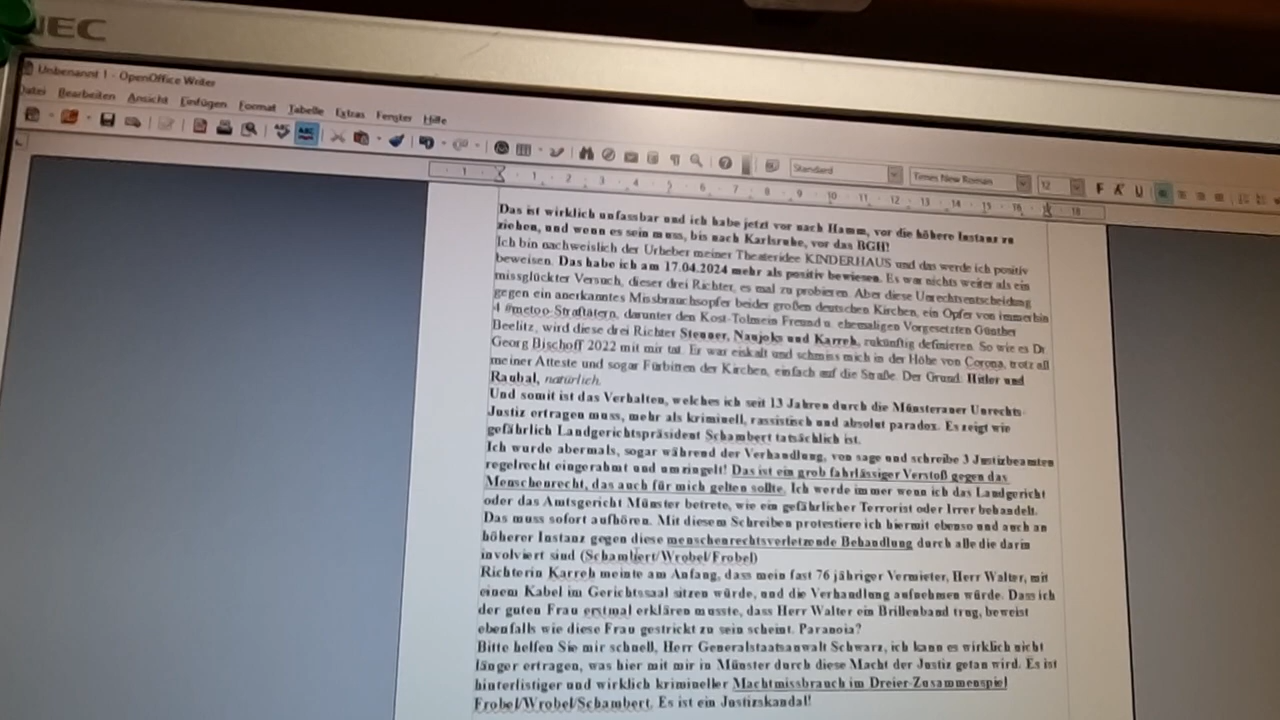 NEC
Unbenannt 1 - OpenOffice Writer
Datei Bearbeiten Ansicht Einfügen Format Tabelle Extras Fenster Hilfe
Standard Times New Roman 12 F K U
1 1 2 3 4 5 6 7 8 9 10 11 12 13 14 15 16 18
Das ist wirklich unfassbar und ich habe jetzt vor nach Hamm, vor die höhere Instanz zu
ziehen, und wenn es sein muss, bis nach Karlsruhe, vor das BGH!
Ich bin nachweislich der Urheber meiner Theateridee KINDERHAUS und das werde ich positiv
beweisen. Das habe ich am 17.04.2024 mehr als positiv bewiesen. Es war nichts weiter als ein
missglückter Versuch, dieser drei Richter, es mal zu probieren. Aber diese Unrechtsentscheidung
gegen ein anerkanntes Missbrauchsopfer beider großen deutschen Kirchen, ein Opfer von immerhin
4 #metoo-Straftätern, darunter den Kost-Tolmein Freund u. ehemaligen Vorgesetzten Günther
Beelitz, wird diese drei Richter Stenner, Naujoks und Karreh, zukünftig definieren. So wie es Dr
Georg Bischoff 2022 mit mir tat. Er war eiskalt und schmiss mich in der Höhe von Corona, trotz all
meiner Atteste und sogar Fürbitten der Kirchen, einfach auf die Straße. Der Grund: Hitler und
Raubal, natürlich.
Und somit ist das Verhalten, welches ich seit 13 Jahren durch die Münsteraner Unrechts-
Justiz ertragen muss, mehr als kriminell, rassistisch und absolut paradox. Es zeigt wie
gefährlich Landgerichtspräsident Schambert tatsächlich ist.
Ich wurde abermals, sogar während der Verhandlung, von sage und schreibe 3 Justizbeamten
regelrecht eingerahmt und umzingelt! Das ist ein grob fahrlässiger Verstoß gegen das
Menschenrecht, das auch für mich gelten sollte. Ich werde immer wenn ich das Landgericht
oder das Amtsgericht Münster betrete, wie ein gefährlicher Terrorist oder Irrer behandelt.
Das muss sofort aufhören. Mit diesem Schreiben protestiere ich hiermit ebenso und auch an
höherer Instanz gegen diese menschenrechtsverletzende Behandlung durch alle die darin
involviert sind (Schambert/Wrobel/Frobel)
Richterin Karreh meinte am Anfang, dass mein fast 76 jähriger Vermieter, Herr Walter, mit
einem Kabel im Gerichtssaal sitzen würde, und die Verhandlung aufnehmen würde. Dass ich
der guten Frau erstmal erklären musste, dass Herr Walter ein Brillenband trug, beweist
ebenfalls wie diese Frau gestrickt zu sein scheint. Paranoia?
Bitte helfen Sie mir schnell, Herr Generalstaatsanwalt Schwarz, ich kann es wirklich nicht
länger ertragen, was hier mit mir in Münster durch diese Macht der Justiz getan wird. Es ist
hinterlistiger und wirklich krimineller Machtmissbrauch im Dreier-Zusammenspiel
Frobel/Wrobel/Schambert. Es ist ein Justizskandal!